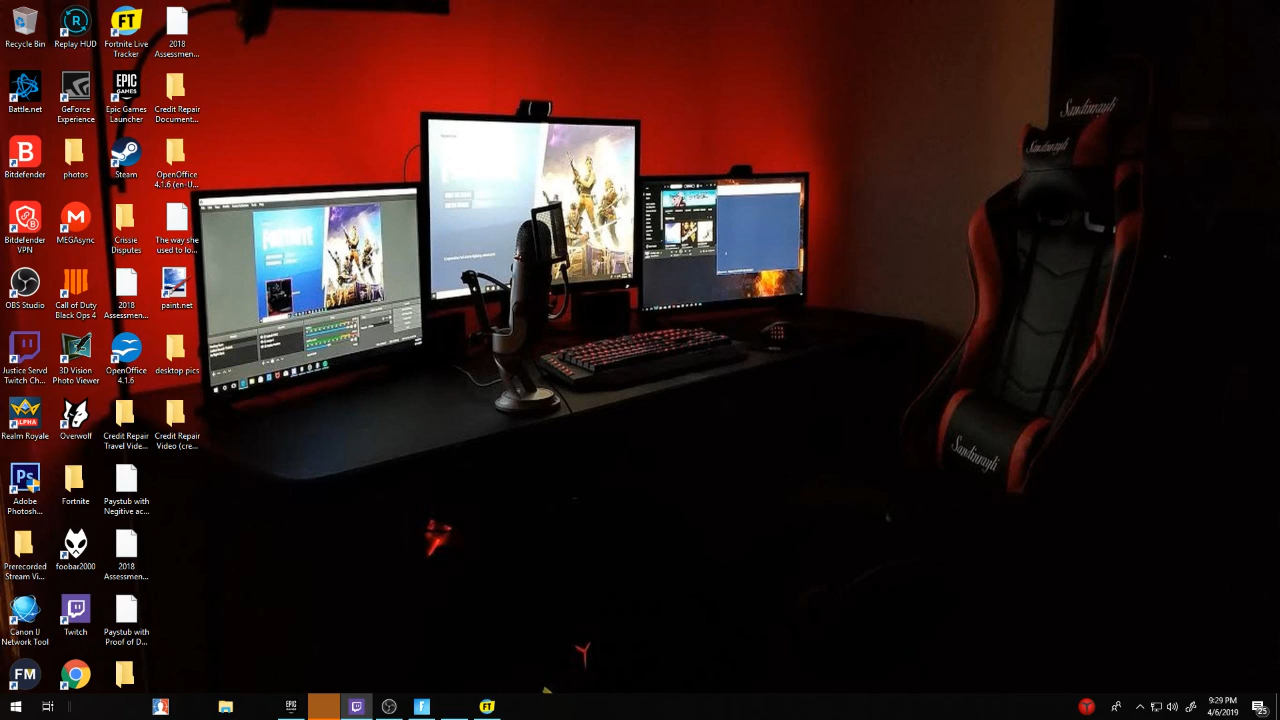 Recycle Bin
Replay HUD
Fortnite Live
Tracker
2018
Assessmen...
Battle.net
GeForce
Experience
Epic Games
Launcher
Credit Repair
Document...
Bitdefender
photos
Steam
OpenOffice
4.1.6 (en-U...
Bitdefender
VPN
MEGAsync
Crissie
Disputes
The way she
used to lo...
OBS Studio
Call of Duty
Black Ops 4
2018
Assessmen...
paint.net
Justice Servd
Twitch Ch...
3D Vision
Photo Viewer
OpenOffice
4.1.6
desktop pics
Realm Royale
Overwolf
Credit Repair
Travel Vide...
Credit Repair
Video (cre...
Adobe
Photosh...
Fortnite
Paystub with
Negitive ac...
Prerecorded
Stream Vi...
foobar2000
2018
Assessmen...
Canon IJ
Network Tool
Twitch
Paystub with
Proof of D...
R
FT
EPIC
GAMES
B
B
M
ALPHA
Ps
FM
FORTNITE
EPIC
FT
9:29 PM
4/6/2019
25